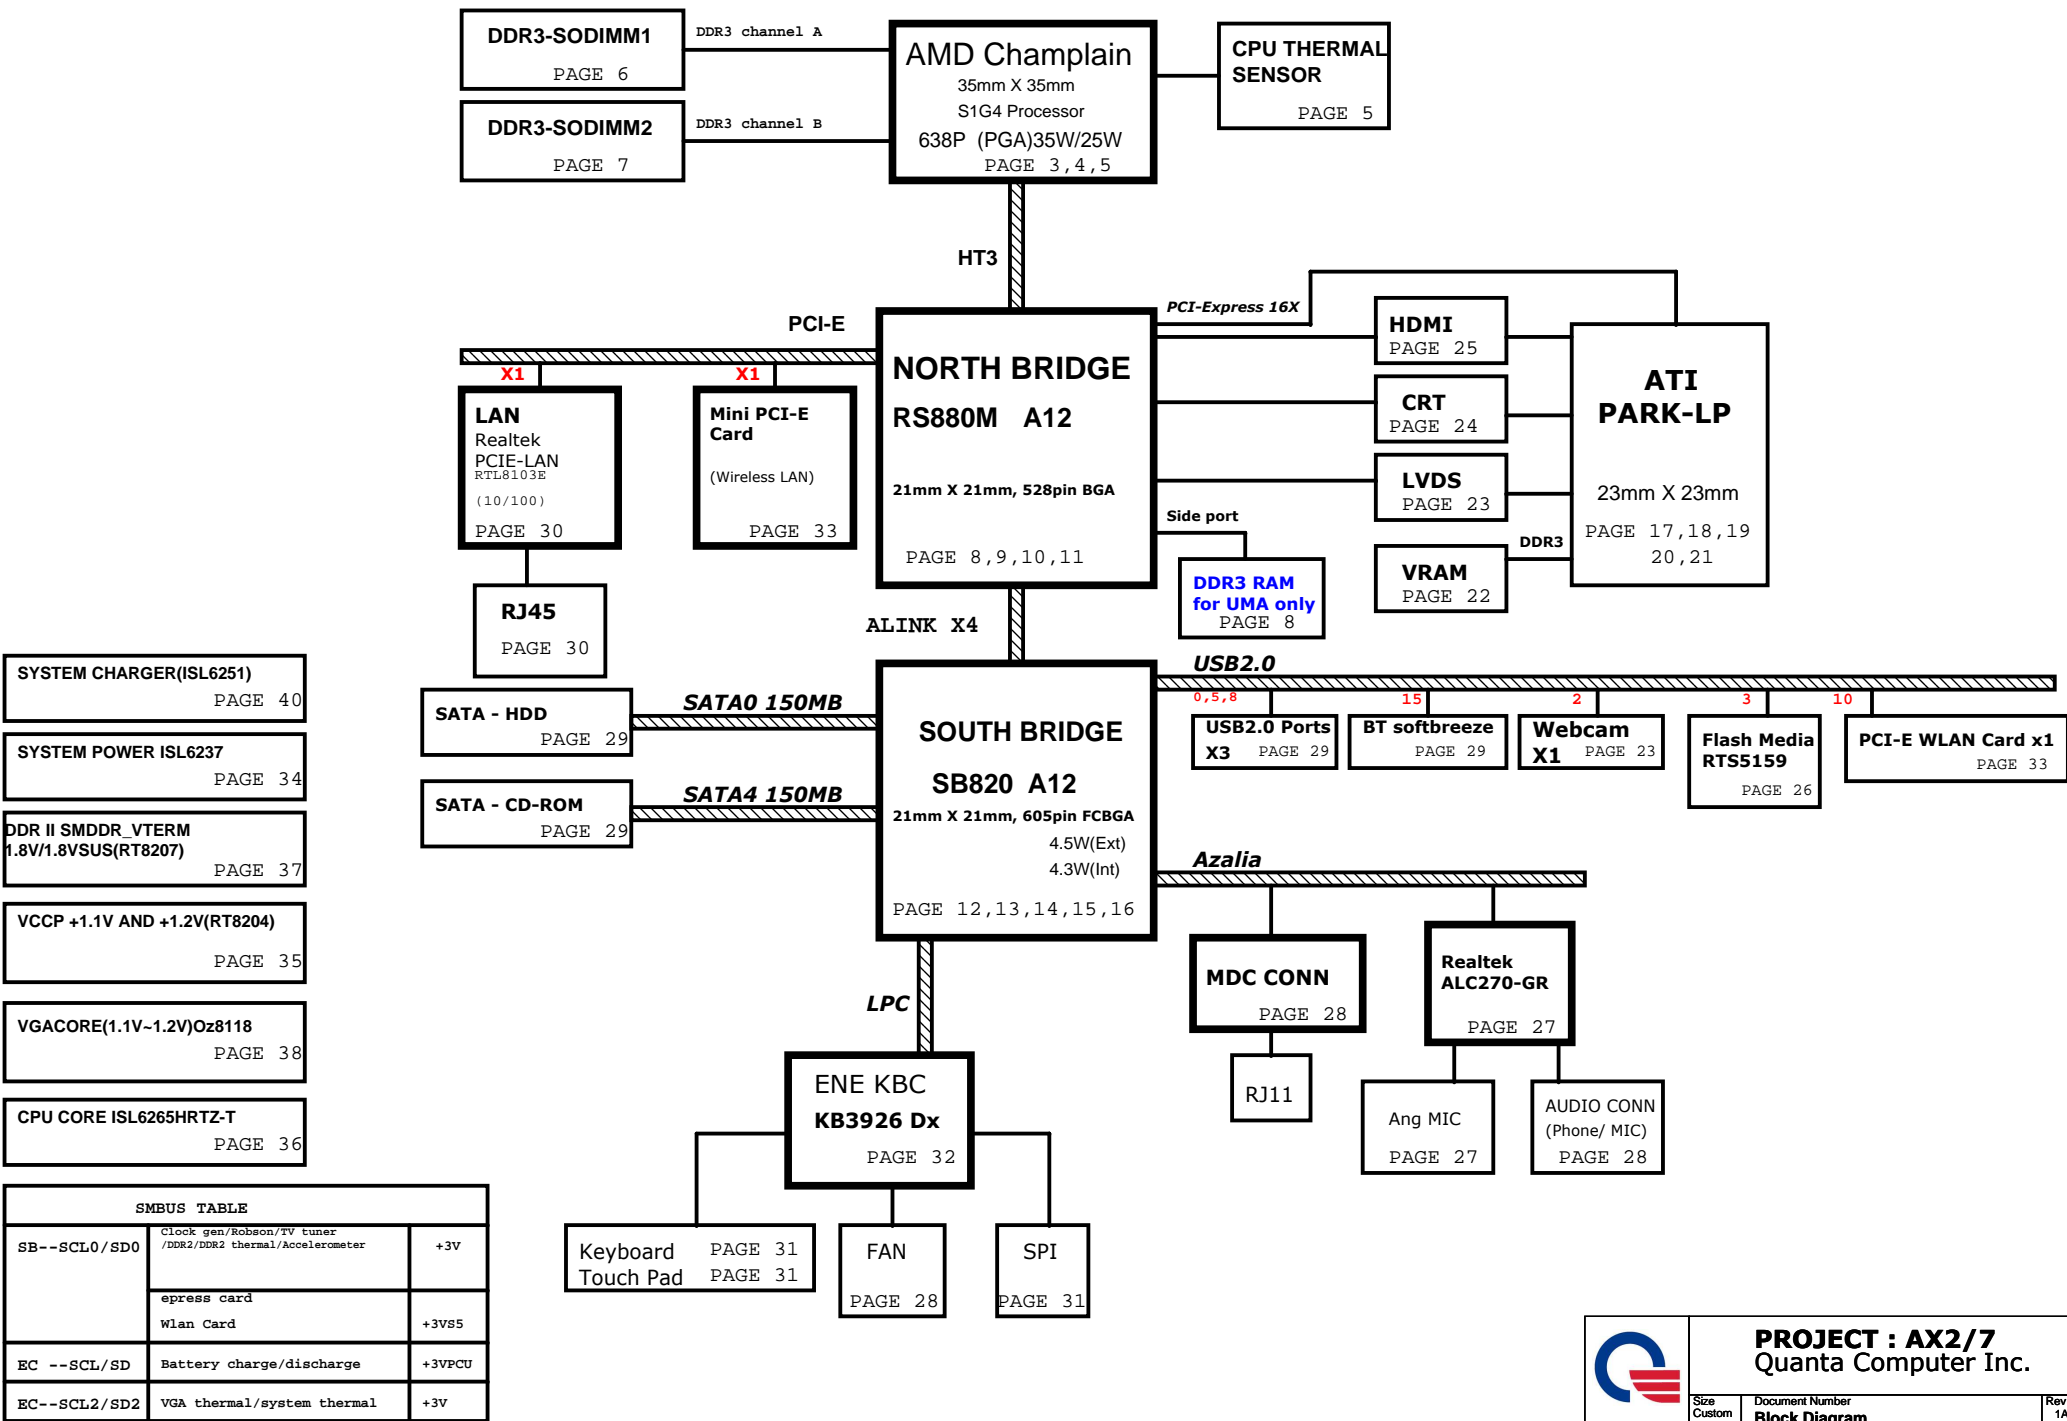 DDR3-SODIMM1
PAGE 6
DDR3 channel A
DDR3-SODIMM2
PAGE 7
DDR3 channel B
AMD Champlain
35mm X 35mm
S1G4 Processor
638P (PGA)35W/25W
PAGE 3,4,5
CPU THERMAL
SENSOR
PAGE 5
HT3
PCI-E
X1
X1
LAN
Realtek
PCIE-LAN
RTL8103E
(10/100)
PAGE 30
Mini PCI-E
Card
(Wireless LAN)
PAGE 33
RJ45
PAGE 30
NORTH BRIDGE
RS880M A12
21mm X 21mm, 528pin BGA
PAGE 8,9,10,11
PCI-Express 16X
HDMI
PAGE 25
CRT
PAGE 24
LVDS
PAGE 23
VRAM
PAGE 22
DDR3
ATI
PARK-LP
23mm X 23mm
PAGE 17,18,19
20,21
Side port
DDR3 RAM
for UMA only
PAGE 8
ALINK X4
SATA - HDD
PAGE 29
SATA0 150MB
SATA - CD-ROM
PAGE 29
SATA4 150MB
SOUTH BRIDGE
SB820 A12
21mm X 21mm, 605pin FCBGA
4.5W(Ext)
4.3W(Int)
PAGE 12,13,14,15,16
USB2.0
0,5,8
15
2
3
10
USB2.0 Ports
X3 PAGE 29
BT softbreeze
PAGE 29
Webcam
X1 PAGE 23
Flash Media
RTS5159
PAGE 26
PCI-E WLAN Card x1
PAGE 33
Azalia
MDC CONN
PAGE 28
RJ11
Realtek
ALC270-GR
PAGE 27
Ang MIC
PAGE 27
AUDIO CONN
(Phone/ MIC)
PAGE 28
LPC
ENE KBC
KB3926 Dx
PAGE 32
Keyboard PAGE 31
Touch Pad PAGE 31
FAN
PAGE 28
SPI
PAGE 31
SYSTEM CHARGER(ISL6251)
PAGE 40
SYSTEM POWER ISL6237
PAGE 34
DDR II SMDDR_VTERM
1.8V/1.8VSUS(RT8207)
PAGE 37
VCCP +1.1V AND +1.2V(RT8204)
PAGE 35
VGACORE(1.1V~1.2V)Oz8118
PAGE 38
CPU CORE ISL6265HRTZ-T
PAGE 36
SMBUS TABLE
SB--SCL0/SD0
Clock gen/Robson/TV tuner
/DDR2/DDR2 thermal/Accelerometer
+3V
epress card
Wlan Card
+3VS5
EC --SCL/SD
Battery charge/discharge
+3VPCU
EC--SCL2/SD2
VGA thermal/system thermal
+3V
PROJECT : AX2/7
Quanta Computer Inc.
Size
Custom
Document Number
Block Diagram
Rev
1A